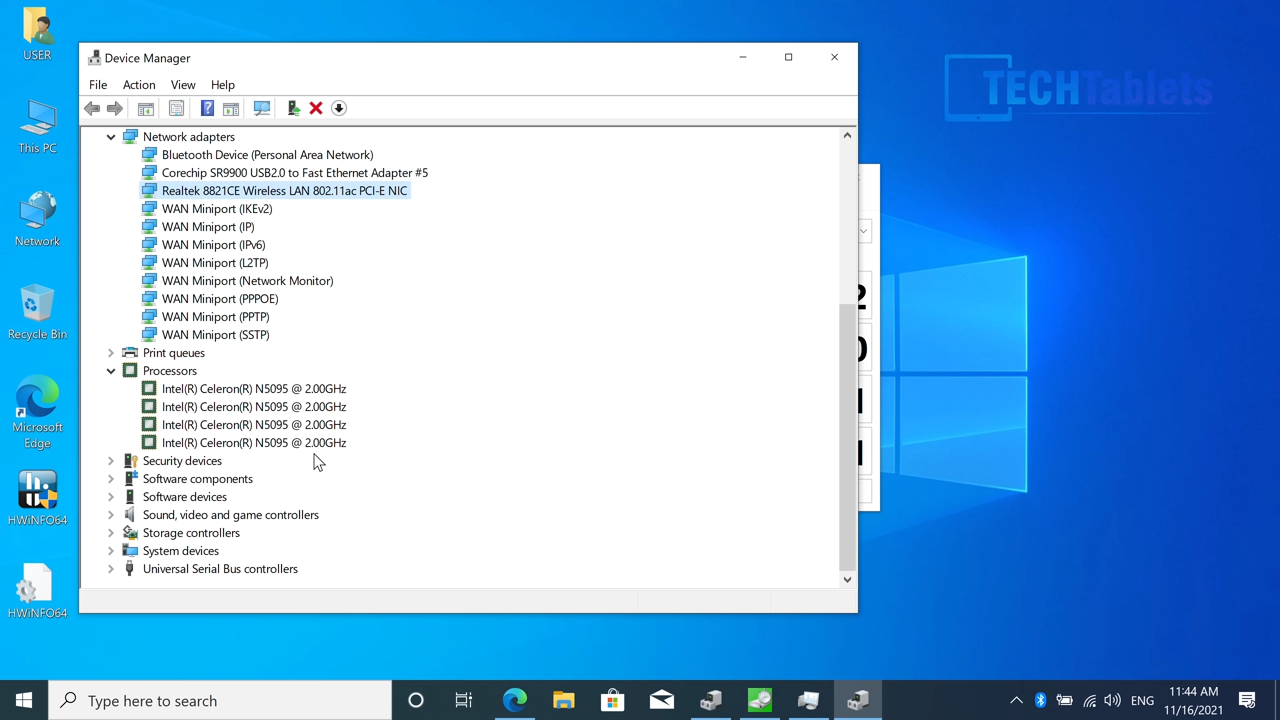 USER
This PC
Network
Recycle Bin
Microsoft
Edge
HWiNFO64
HWiNFO64
Device Manager
File Action View Help
Network adapters
Bluetooth Device (Personal Area Network)
Corechip SR9900 USB2.0 to Fast Ethernet Adapter #5
Realtek 8821CE Wireless LAN 802.11ac PCI-E NIC
WAN Miniport (IKEv2)
WAN Miniport (IP)
WAN Miniport (IPv6)
WAN Miniport (L2TP)
WAN Miniport (Network Monitor)
WAN Miniport (PPPOE)
WAN Miniport (PPTP)
WAN Miniport (SSTP)
Print queues
Processors
Intel(R) Celeron(R) N5095 @ 2.00GHz
Intel(R) Celeron(R) N5095 @ 2.00GHz
Intel(R) Celeron(R) N5095 @ 2.00GHz
Intel(R) Celeron(R) N5095 @ 2.00GHz
Security devices
Software components
Software devices
Sound, video and game controllers
Storage controllers
System devices
Universal Serial Bus controllers
TECHTablets
Type here to search
ENG
11:44 AM
11/16/2021